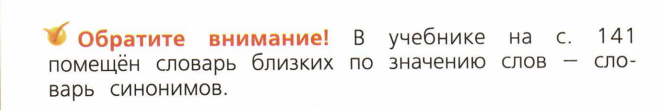 Обратите внимание! В учебнике на с. 141
помещён словарь близких по значению слов – сло-
варь синонимов.